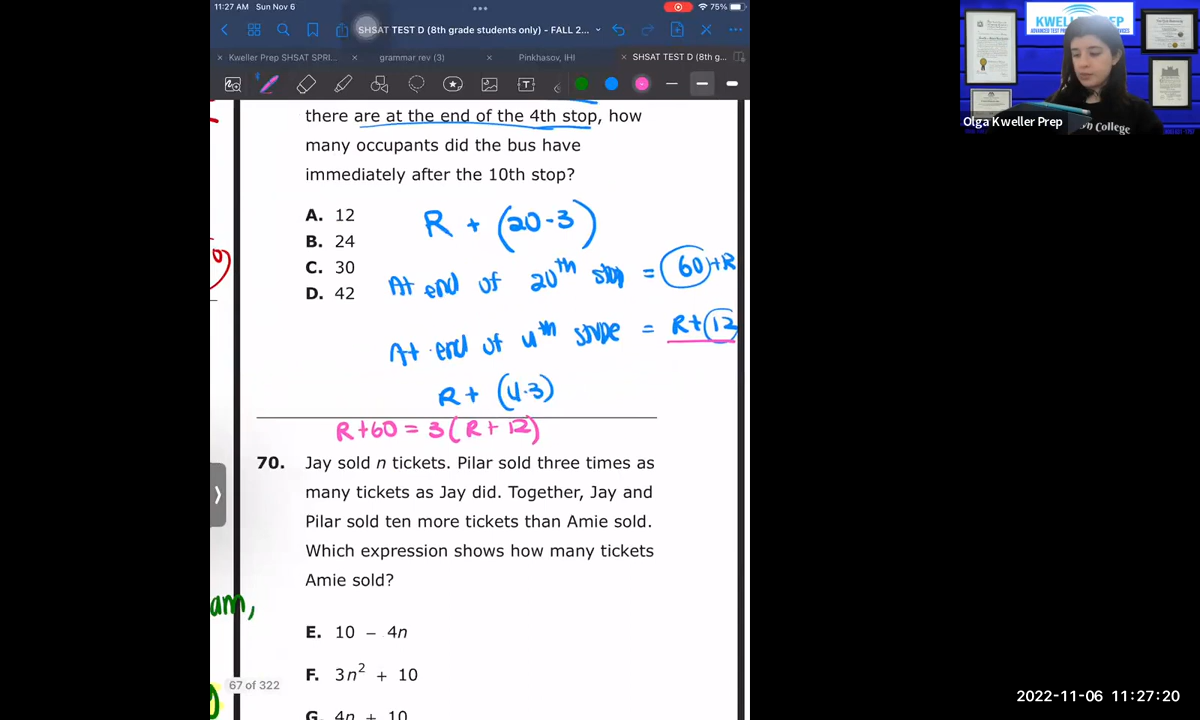 11:27 AM Sun Nov 6
75%
SHSAT TEST D (8th grade students only) - FALL 2...
Kweller Prep SHSAT SPRI...
grammar rev (3)
Pinkhasov, IHI
SHSAT TEST D (8th g...
there are at the end of the 4th stop, how
many occupants did the bus have
immediately after the 10th stop?
A. 12
B. 24
C. 30
D. 42
R + (20·3)
At end of 20th stop = 60+R
At end of 4th stope = R+12
R+ (4·3)
R+60 = 3(R+12)
70. Jay sold n tickets. Pilar sold three times as
many tickets as Jay did. Together, Jay and
Pilar sold ten more tickets than Amie sold.
Which expression shows how many tickets
Amie sold?
E. 10 – 4n
F. 3n² + 10
G. 4n + 10
am,
67 of 322
KWELLER PREP
Olga Kweller Prep
College
2022-11-06 11:27:20